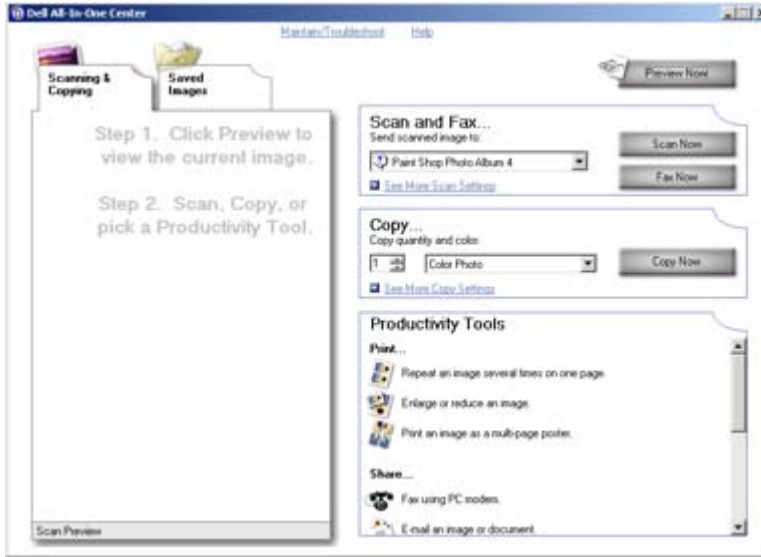 Dell All-In-One Center
Maintain/Troubleshoot Help
Scanning &
Copying
Saved
Images
Step 1. Click Preview to
view the current image.
Step 2. Scan, Copy, or
pick a Productivity Tool.
Scan Preview
Preview Now
Scan and Fax...
Send scanned image to:
Paint Shop Photo Album 4
See More Scan Settings
Scan Now
Fax Now
Copy...
Copy quantity and color:
1 Color Photo
See More Copy Settings
Copy Now
Productivity Tools
Print...
Repeat an image several times on one page.
Enlarge or reduce an image.
Print an image as a multi-page poster.
Share...
Fax using PC modem.
E-mail an image or document.